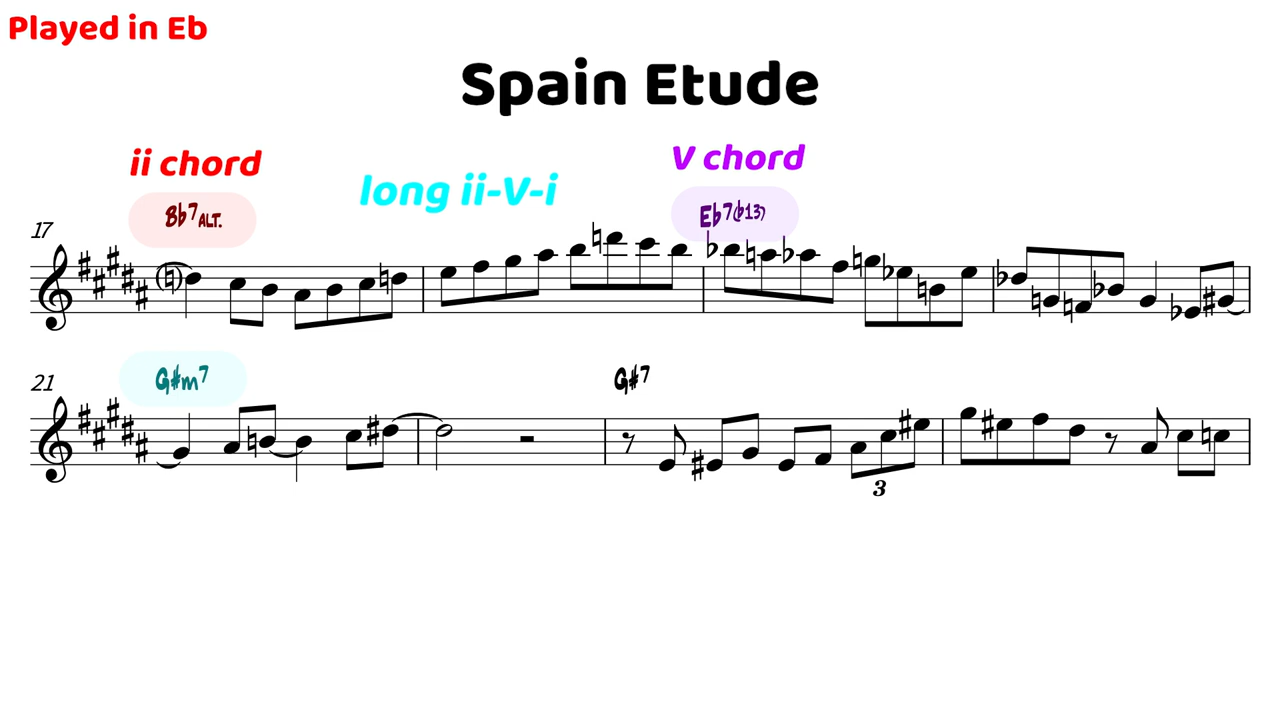 Played in Eb
Spain Etude
ii chord
long ii-V-i
V chord
Bb7ALT.
Eb7(b13)
17
21
G#m7
G#7
3